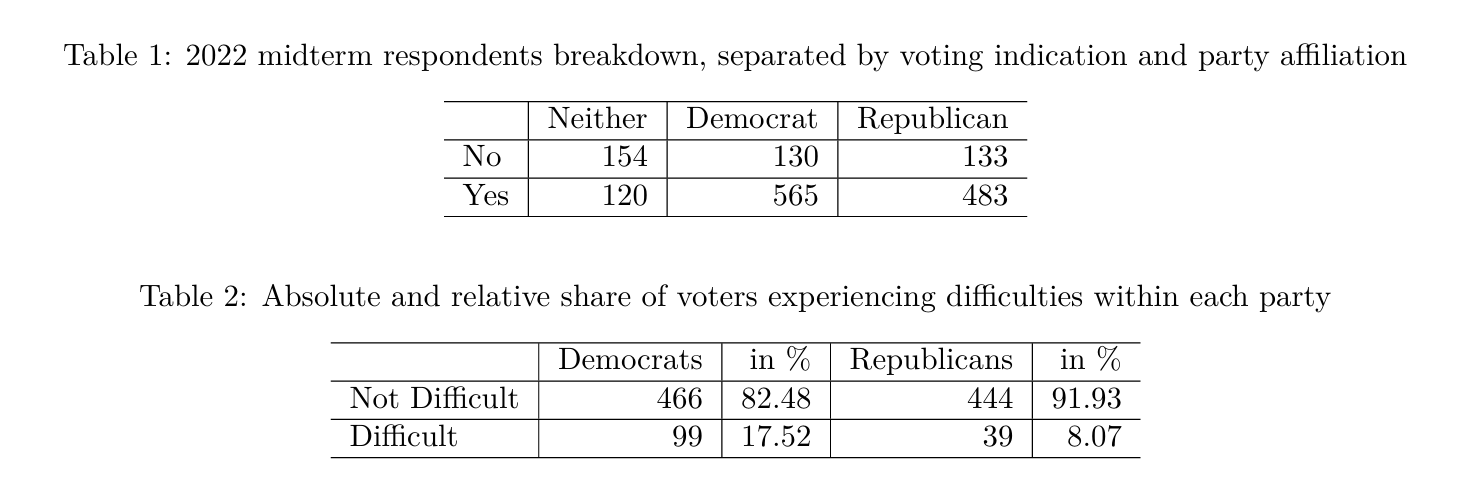 Table 1: 2022 midterm respondents breakdown, separated by voting indication and party affiliation
Neither Democrat Republican
No 154 130 133
Yes 120 565 483
Table 2: Absolute and relative share of voters experiencing difficulties within each party
Democrats in % Republicans in %
Not Difficult 466 82.48 444 91.93
Difficult 99 17.52 39 8.07